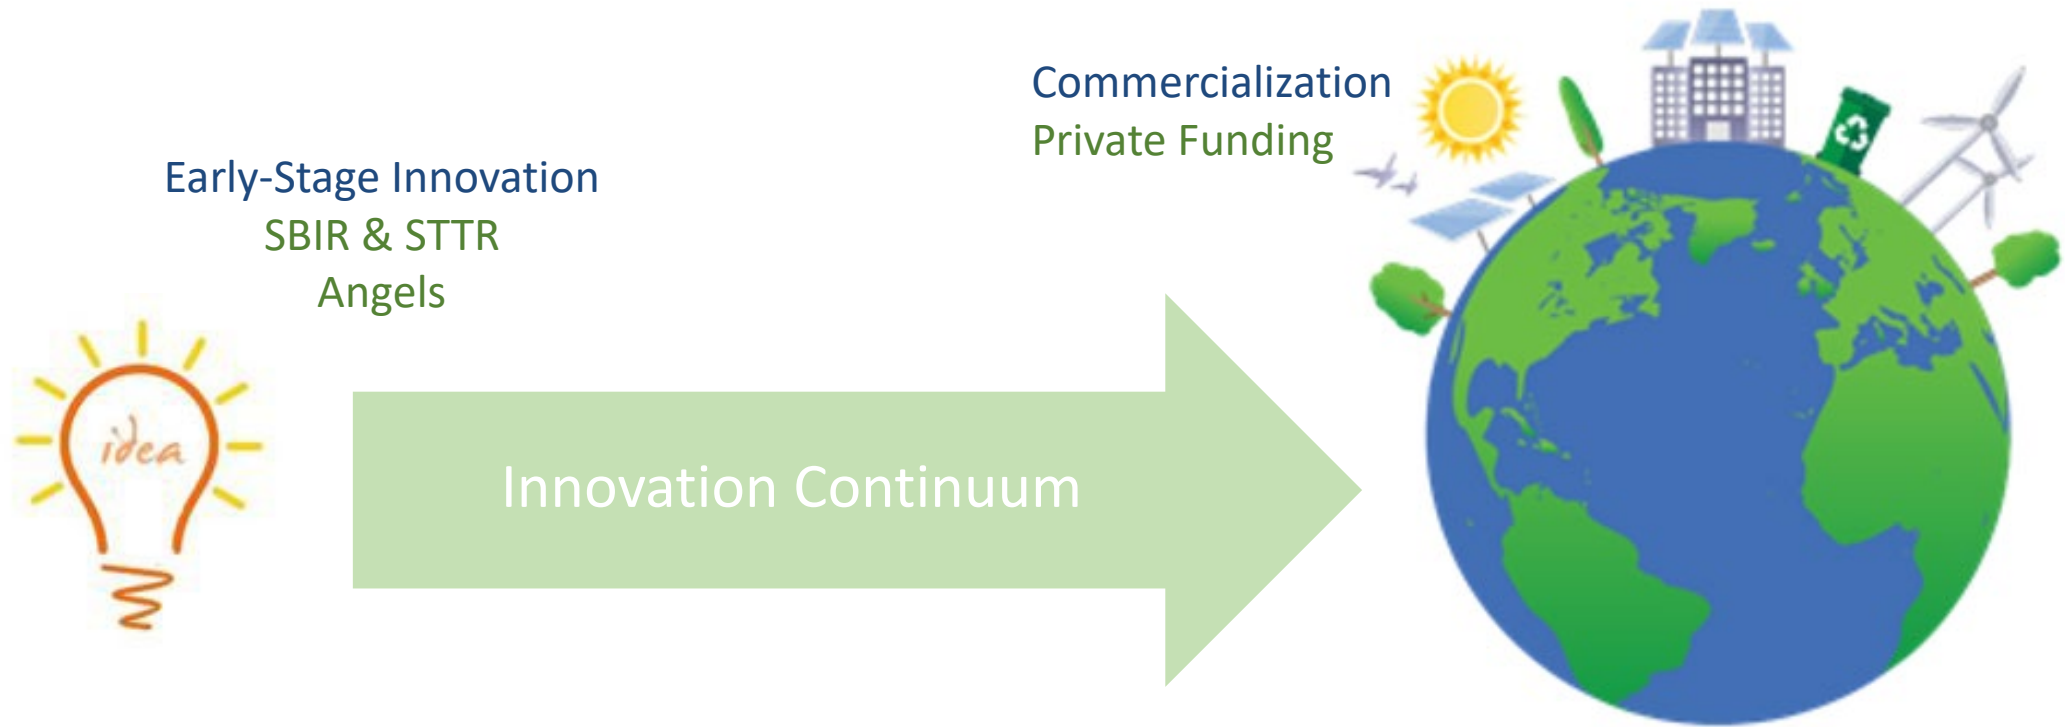 Early-Stage Innovation
SBIR & STTR
Angels
Commercialization
Private Funding
idea
Innovation Continuum